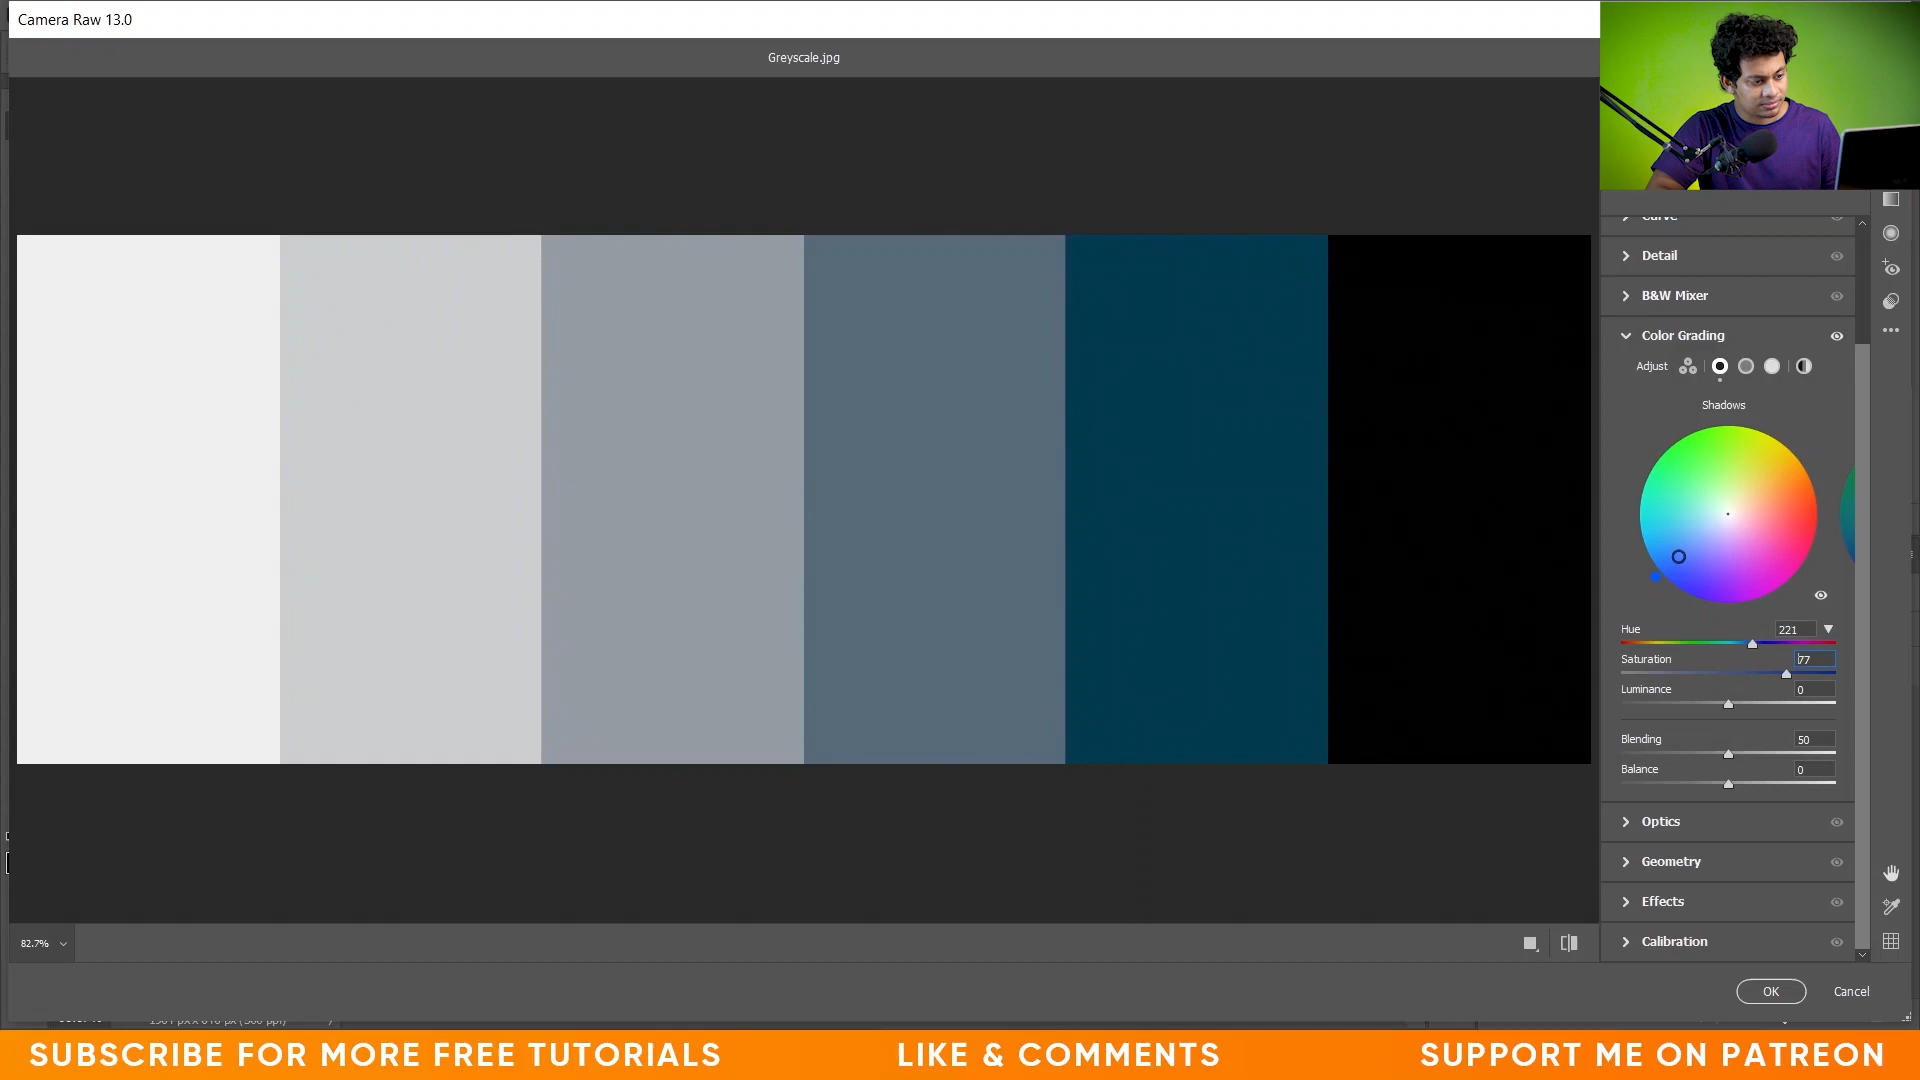 Camera Raw 13.0
Greyscale.jpg
Curve
Detail
B&W Mixer
Color Grading
Adjust
Shadows
Hue 221
Saturation 77
Luminance 0
Blending 50
Balance 0
Optics
Geometry
Effects
Calibration
82.7%
OK Cancel
SUBSCRIBE FOR MORE FREE TUTORIALS LIKE & COMMENTS SUPPORT ME ON PATREON